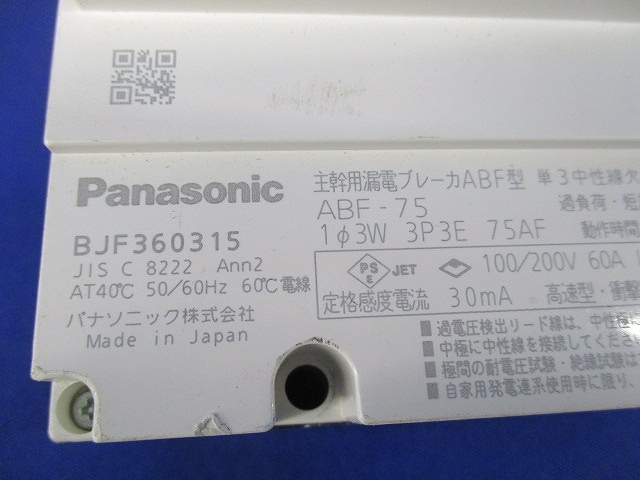 Panasonic
BJF360315
JIS C 8222 Ann2
AT40℃ 50/60Hz 60℃電線
パナソニック株式会社
Made in Japan
主幹用漏電ブレーカABF型 単3中性線欠
ABF-75 過負荷・短
1φ3W 3P3E 75AF 動作時間
PS E JET 100/200V 60A
定格感度電流 30mA 高速型・衝撃
■過電圧検出リード線は、中性極
■中極に中性線を接続してくださ
■極間の耐電圧試験・絶縁試験は
■自家用発電連系使用時に限り、